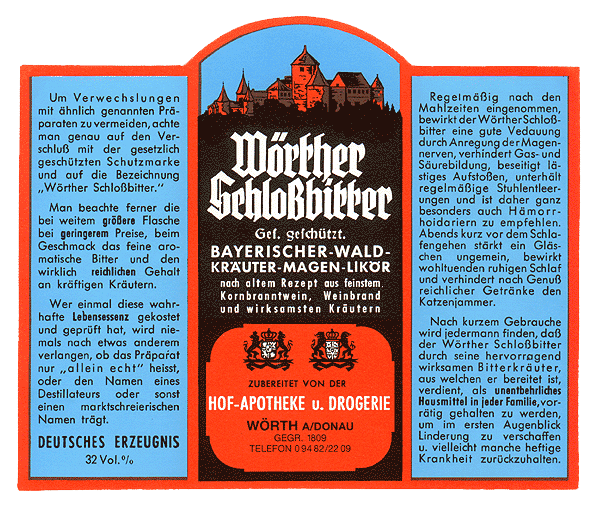 Um Verwechslungen
mit ähnlich genannten Prä-
paraten zu vermeiden, achte
man genau auf den Ver-
schluß mit der gesetzlich
geschützten Schutzmarke
und auf die Bezeichnung
„Wörther Schloßbitter."
Man beachte ferner die
bei weitem größere Flasche
bei geringerem Preise, beim
Geschmack das feine aro-
matische Bitter und den
wirklich reichlichen Gehalt
an kräftigen Kräutern.
Wer einmal diese wahr-
hafte Lebensessenz gekostet
und geprüft hat, wird nie-
mals nach etwas anderem
verlangen, ob das Präparat
nur „allein echt" heisst,
oder den Namen eines
Destillateurs oder sonst
einen marktschreierischen
Namen trägt.
DEUTSCHES ERZEUGNIS
32 Vol.%
Wörther
Schloßbitter
Ges. geschützt.
BAYERISCHER-WALD-
KRÄUTER-MAGEN-LIKÖR
nach altem Rezept aus feinstem
Kornbranntwein, Weinbrand
und wirksamsten Kräutern
ZUBEREITET VON DER
HOF-APOTHEKE u. DROGERIE
WÖRTH A/DONAU
GEGR. 1809
TELEFON 0 94 82/22 09
Regelmäßig nach den
Mahlzeiten eingenommen,
bewirkt der Wörther Schloß-
bitter eine gute Vedauung
durch Anregung der Magen-
nerven, verhindert Gas- und
Säurebildung, beseitigt lä-
stiges Aufstoßen, unterhält
regelmäßige Stuhlentleer-
ungen und ist daher ganz
besonders auch Hämorr-
hoidariern zu empfehlen.
Abends kurz vor dem Schla-
fengehen stärkt ein Gläs-
chen ungemein, bewirkt
wohltuenden ruhigen Schlaf
und verhindert nach Genuß
reichlicher Getränke den
Katzenjammer.
Nach kurzem Gebrauche
wird jedermann finden, daß
der Wörther Schloßbitter
durch seine hervorragend
wirksamen Bitterkräuter,
aus welchen er bereitet ist,
verdient, als unentbehrliches
Hausmittel in jeder Familie, vor-
rätig gehalten zu werden,
um im ersten Augenblick
Linderung zu verschaffen
u. vielleicht manche heftige
Krankheit zurückzuhalten.